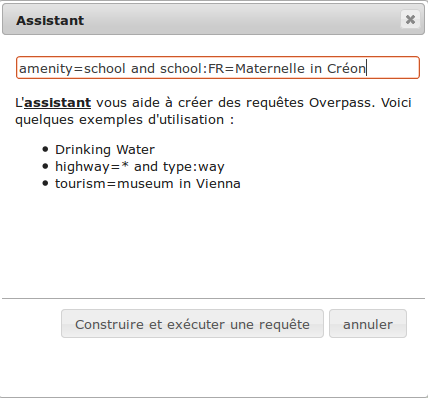 Assistant
amenity=school and school:FR=Maternelle in Créon
L'assistant vous aide à créer des requêtes Overpass. Voici
quelques exemples d'utilisation :
• Drinking Water
• highway=* and type:way
• tourism=museum in Vienna
Construire et exécuter une requête
annuler